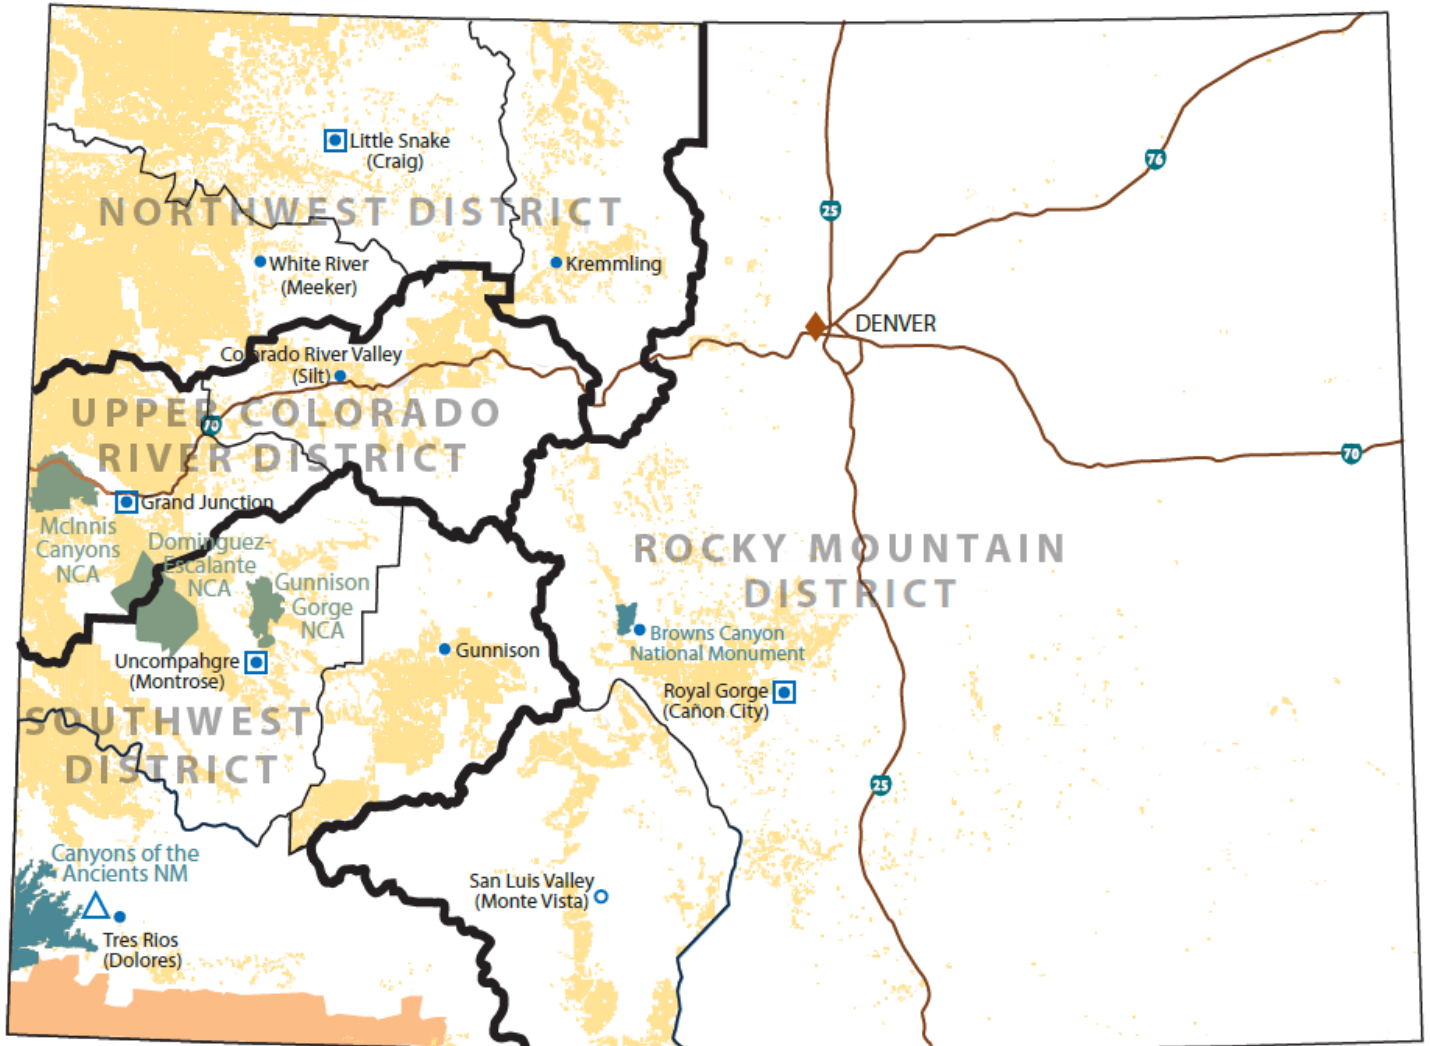 Little Snake
(Craig)
76
25
NORTHWEST DISTRICT
White River
(Meeker)
Kremmling
DENVER
Colorado River Valley
(Silt)
UPPER COLORADO
RIVER DISTRICT
70
70
Grand Junction
McInnis
Canyons
NCA
Dominguez-
Escalante
NCA
Gunnison
Gorge
NCA
ROCKY MOUNTAIN
DISTRICT
Browns Canyon
National Monument
Gunnison
Uncompahgre
(Montrose)
Royal Gorge
(Cañon City)
SOUTHWEST
DISTRICT
25
Canyons of the
Ancients NM
San Luis Valley
(Monte Vista)
Tres Rios
(Dolores)